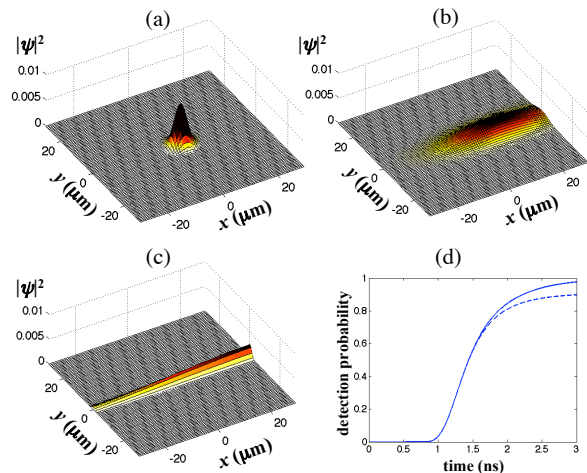 (a)
|ψ|²
0.01
0.005
0
20
0
-20
y (μm)
-20
0
20
x (μm)
(b)
|ψ|²
0.01
0.005
0
20
0
-20
y (μm)
-20
0
20
x (μm)
(c)
|ψ|²
0.01
0.005
0
20
0
-20
y (μm)
-20
0
20
x (μm)
(d)
detection probability
1
0.8
0.6
0.4
0.2
0
0 0.5 1 1.5 2 2.5 3
time (ns)